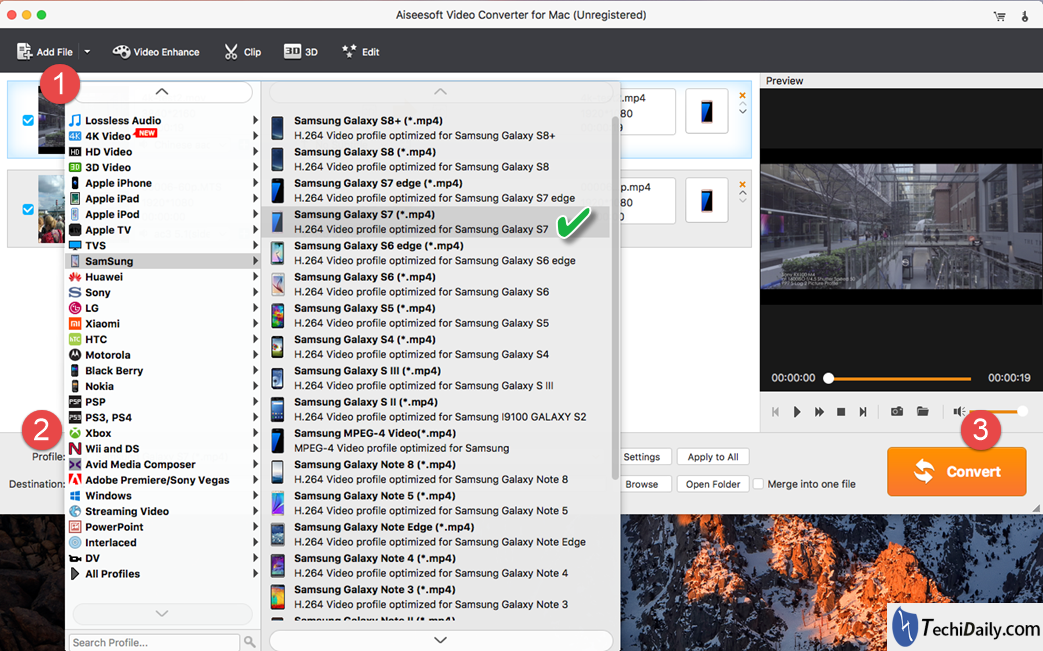 Aiseesoft Video Converter for Mac (Unregistered)
Add File
Video Enhance
Clip
3D 3D
Edit
1
Lossless Audio
4K 4K Video NEW
HD HD Video
3D 3D Video
Apple iPhone
Apple iPad
Apple iPod
Apple TV
TVS
SamSung
Huawei
Sony
LG
Xiaomi
HTC
Motorola
Black Berry
Nokia
PSP
PS3, PS4
Xbox
Wii and DS
Avid Media Composer
Adobe Premiere/Sony Vegas
Windows
Streaming Video
PowerPoint
Interlaced
DV
All Profiles
Search Profile...
Samsung Galaxy S8+ (*.mp4)
H.264 Video profile optimized for Samsung Galaxy S8+
Samsung Galaxy S8 (*.mp4)
H.264 Video profile optimized for Samsung Galaxy S8
Samsung Galaxy S7 edge (*.mp4)
H.264 Video profile optimized for Samsung Galaxy S7 edge
Samsung Galaxy S7 (*.mp4)
H.264 Video profile optimized for Samsung Galaxy S7
Samsung Galaxy S6 edge (*.mp4)
H.264 Video profile optimized for Samsung Galaxy S6 edge
Samsung Galaxy S6 (*.mp4)
H.264 Video profile optimized for Samsung Galaxy S6
Samsung Galaxy S5 (*.mp4)
H.264 Video profile optimized for Samsung Galaxy S5
Samsung Galaxy S4 (*.mp4)
H.264 Video profile optimized for Samsung Galaxy S4
Samsung Galaxy S III (*.mp4)
H.264 Video profile optimized for Samsung Galaxy S III
Samsung Galaxy S II (*.mp4)
H.264 Video profile optimized for Samsung I9100 GALAXY S2
Samsung MPEG-4 Video(*.mp4)
MPEG-4 Video profile optimized for Samsung
Samsung Galaxy Note 8 (*.mp4)
H.264 Video profile optimized for Samsung Galaxy Note 8
Samsung Galaxy Note 5 (*.mp4)
H.264 Video profile optimized for Samsung Galaxy Note 5
Samsung Galaxy Note Edge (*.mp4)
H.264 Video profile optimized for Samsung Galaxy Note Edge
Samsung Galaxy Note 4 (*.mp4)
H.264 Video profile optimized for Samsung Galaxy Note 4
Samsung Galaxy Note 3 (*.mp4)
H.264 Video profile optimized for Samsung Galaxy Note 3
Samsung Galaxy Note II (*.mp4)
.mp4
80
9
p.mp4
80
0
Preview
00:00:00
00:00:19
2
Profile:
Settings
Apply to All
Destination:
Browse
Open Folder
Merge into one file
3
Convert
TechiDaily.com